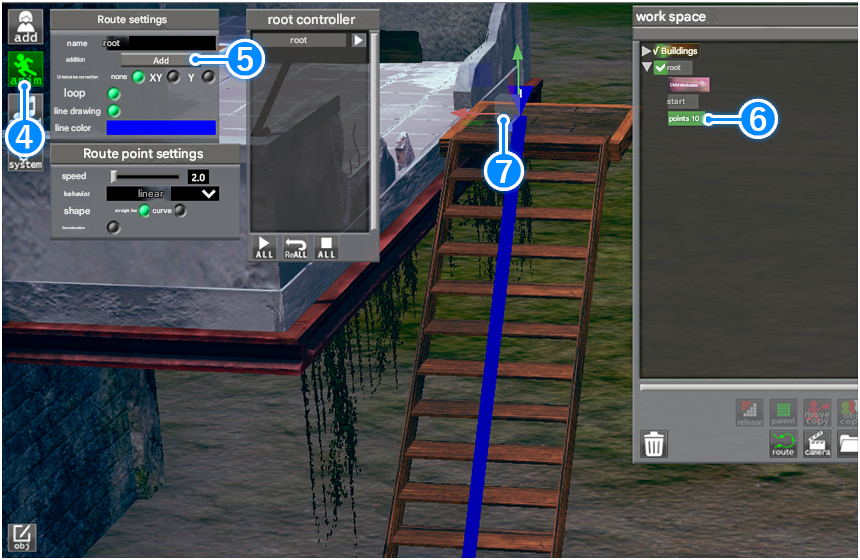 add
anim
4
system
obj
Route settings
name root
addition Add
5
Orientation correction none XY Y
loop
line drawing
line color
Route point settings
speed 2.0
behavior linear
shape straight line curve
root controller
root
ALL
ReALL
ALL
7
work space
Buildings
root
start
points 10
6
release
parent
move copy
obj
route
camera